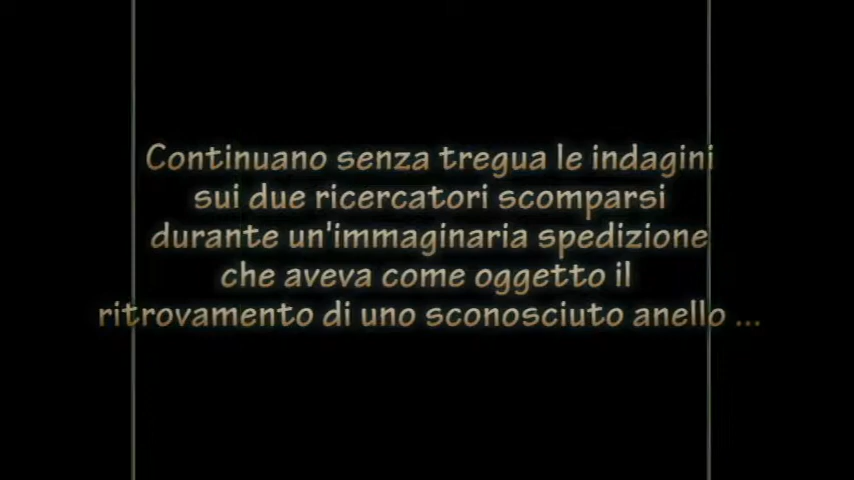 Continuano senza tregua le indagini
sui due ricercatori scomparsi
durante un'immaginaria spedizione
che aveva come oggetto il
ritrovamento di uno sconosciuto anello ...